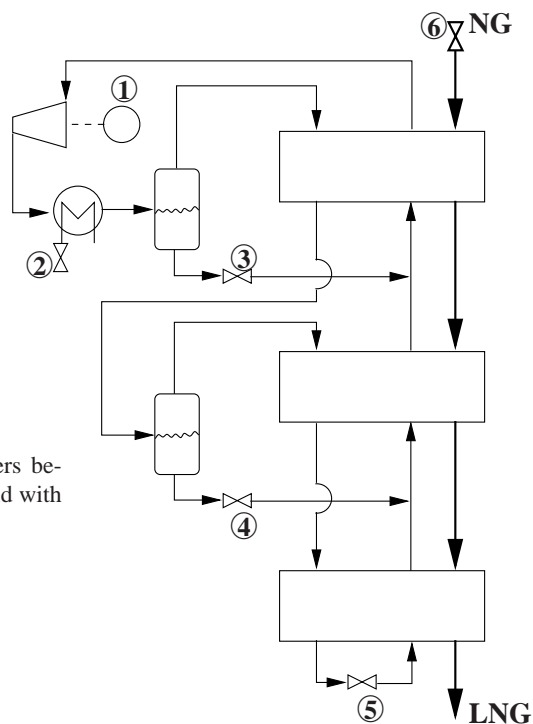 ⑥ NG
①
②
③
ers be-
d with
④
⑤
LNG